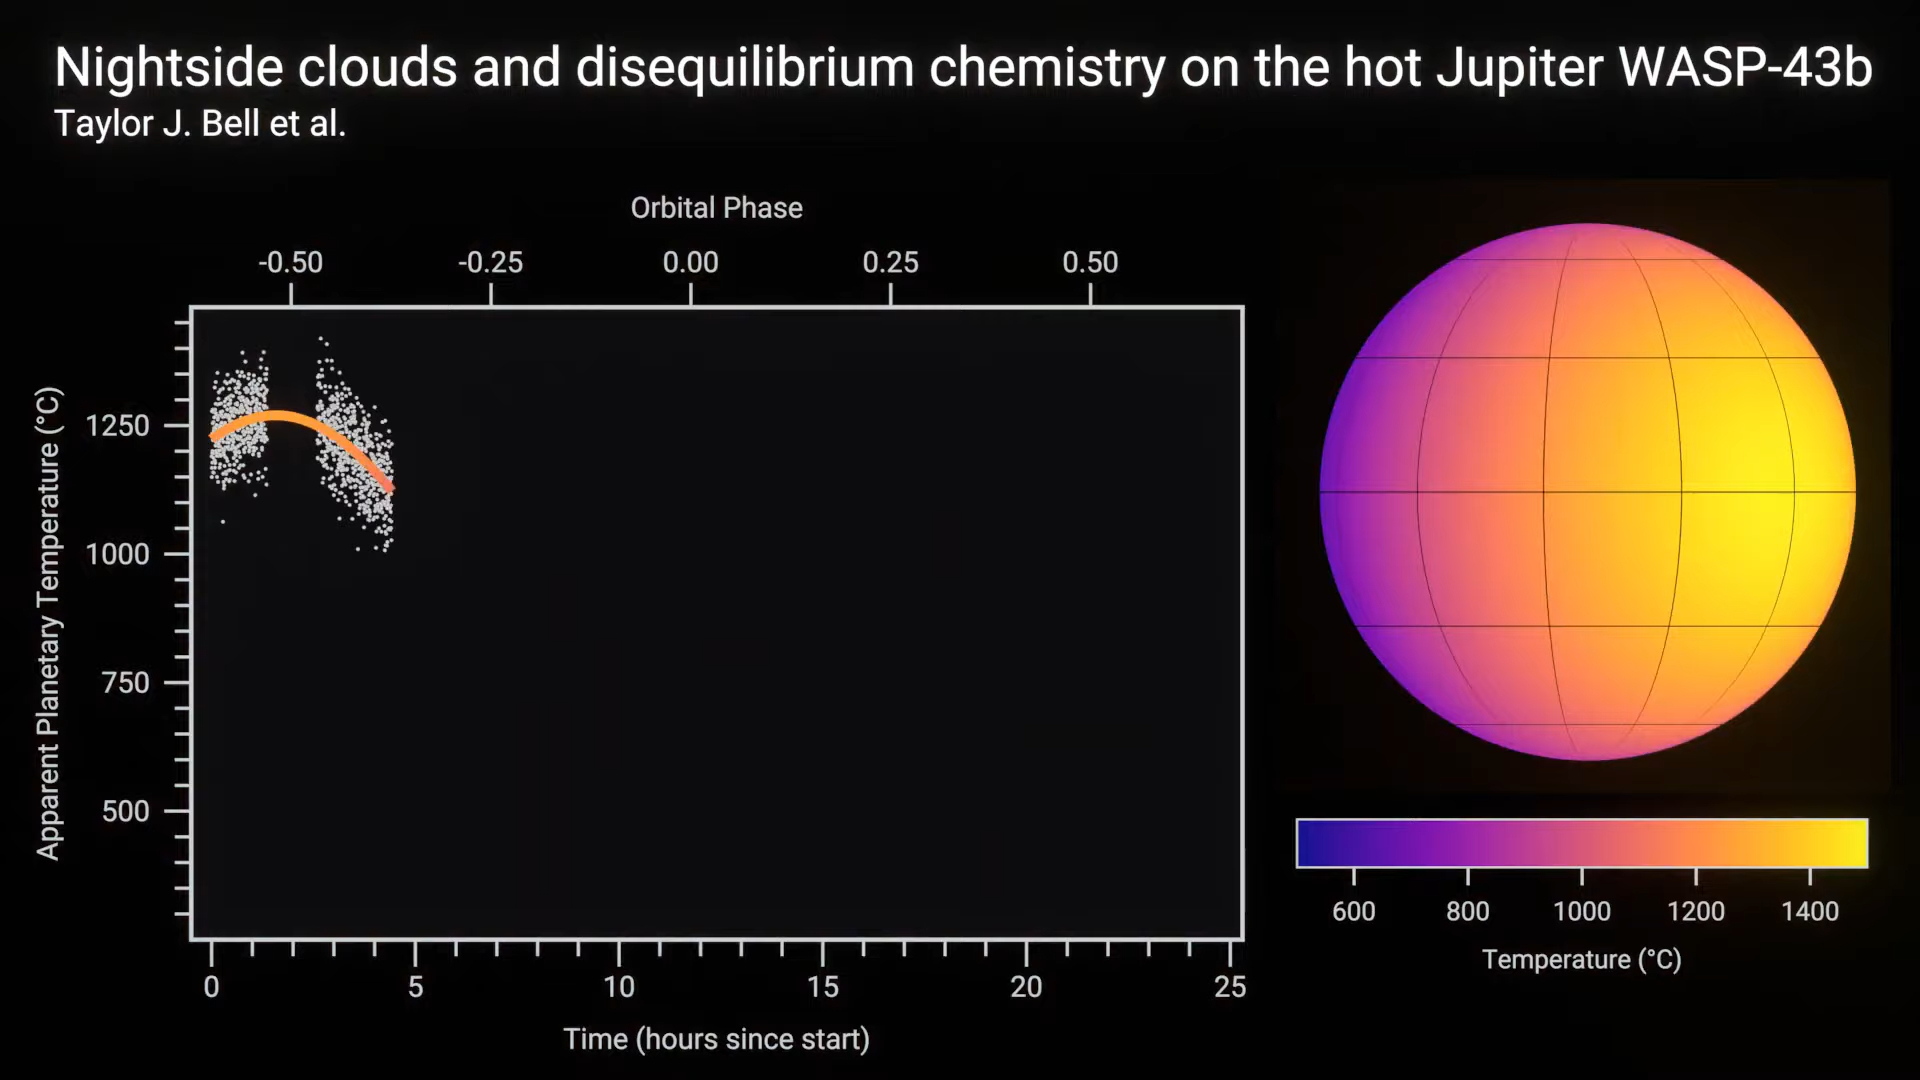 Nightside clouds and disequilibrium chemistry on the hot Jupiter WASP-43b
Taylor J. Bell et al.
Orbital Phase
-0.50 -0.25 0.00 0.25 0.50
Apparent Planetary Temperature (°C)
1250
1000
750
500
0 5 10 15 20 25
Time (hours since start)
600 800 1000 1200 1400
Temperature (°C)